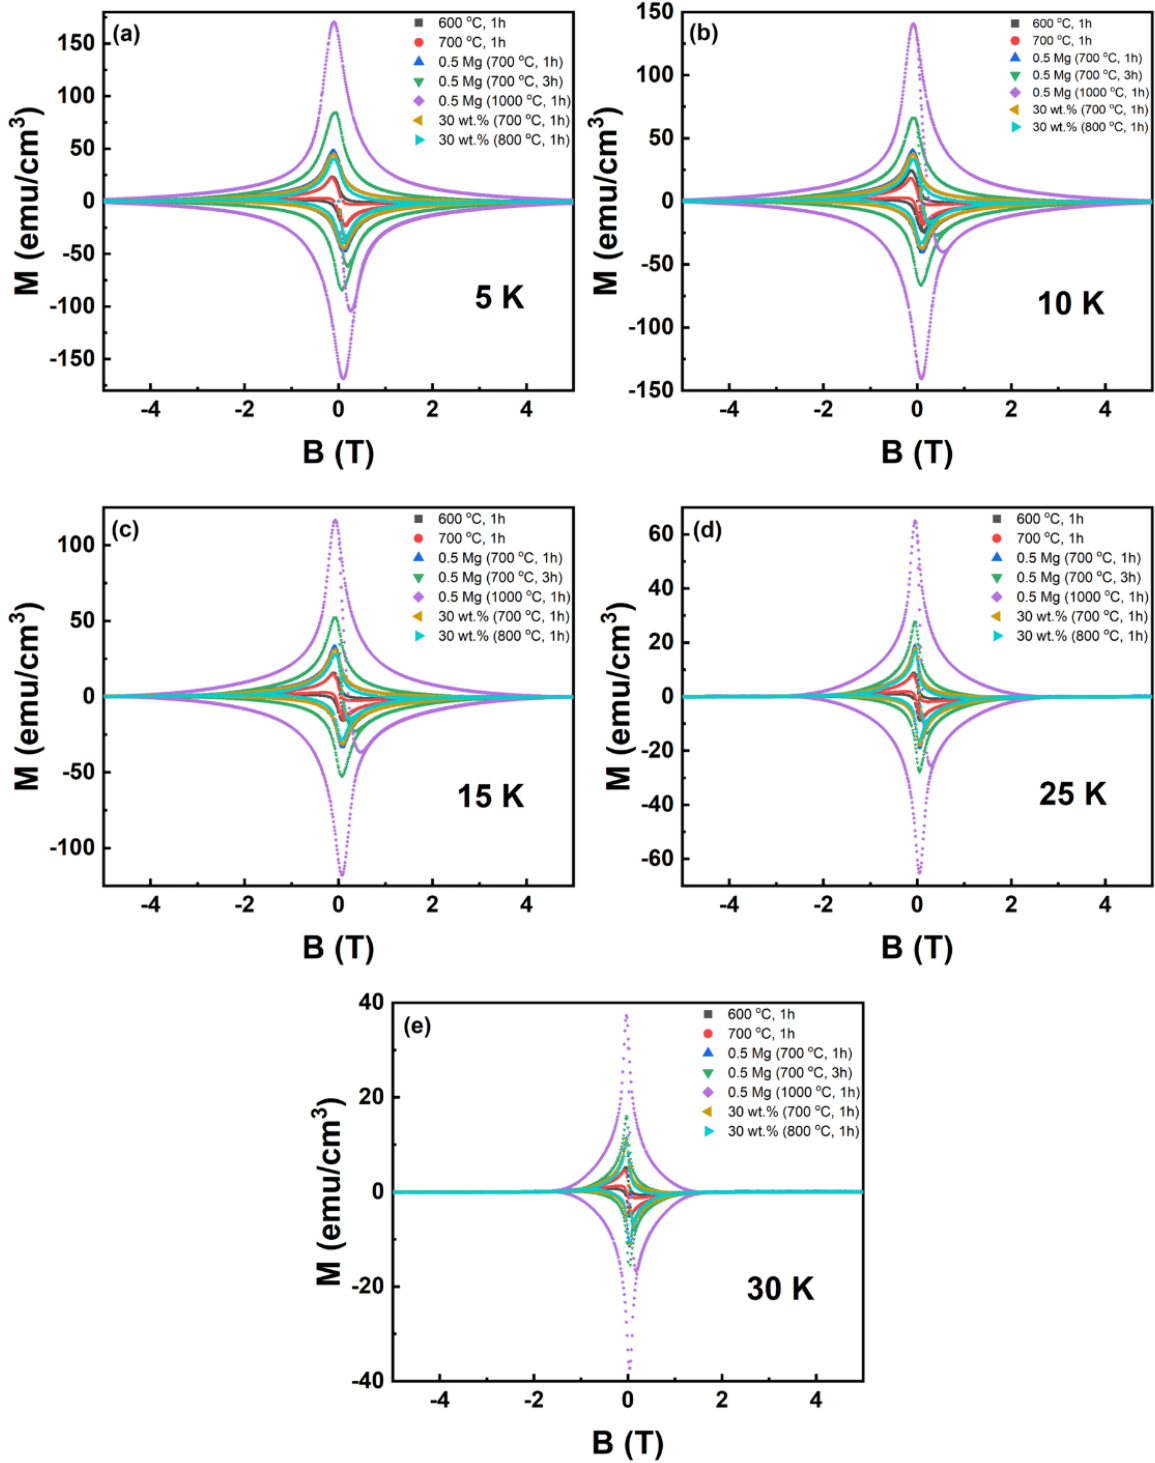 (a)
600 °C, 1h
700 °C, 1h
0.5 Mg (700 °C, 1h)
0.5 Mg (700 °C, 3h)
0.5 Mg (1000 °C, 1h)
30 wt.% (700 °C, 1h)
30 wt.% (800 °C, 1h)
150
100
50
0
-50
-100
-150
M (emu/cm³)
5 K
-4 -2 0 2 4
B (T)
(b)
600 °C, 1h
700 °C, 1h
0.5 Mg (700 °C, 1h)
0.5 Mg (700 °C, 3h)
0.5 Mg (1000 °C, 1h)
30 wt.% (700 °C, 1h)
30 wt.% (800 °C, 1h)
150
100
50
0
-50
-100
-150
M (emu/cm³)
10 K
-4 -2 0 2 4
B (T)
(c)
600 °C, 1h
700 °C, 1h
0.5 Mg (700 °C, 1h)
0.5 Mg (700 °C, 3h)
0.5 Mg (1000 °C, 1h)
30 wt.% (700 °C, 1h)
30 wt.% (800 °C, 1h)
100
50
0
-50
-100
M (emu/cm³)
15 K
-4 -2 0 2 4
B (T)
(d)
600 °C, 1h
700 °C, 1h
0.5 Mg (700 °C, 1h)
0.5 Mg (700 °C, 3h)
0.5 Mg (1000 °C, 1h)
30 wt.% (700 °C, 1h)
30 wt.% (800 °C, 1h)
60
40
20
0
-20
-40
-60
M (emu/cm³)
25 K
-4 -2 0 2 4
B (T)
(e)
600 °C, 1h
700 °C, 1h
0.5 Mg (700 °C, 1h)
0.5 Mg (700 °C, 3h)
0.5 Mg (1000 °C, 1h)
30 wt.% (700 °C, 1h)
30 wt.% (800 °C, 1h)
40
20
0
-20
-40
M (emu/cm³)
30 K
-4 -2 0 2 4
B (T)